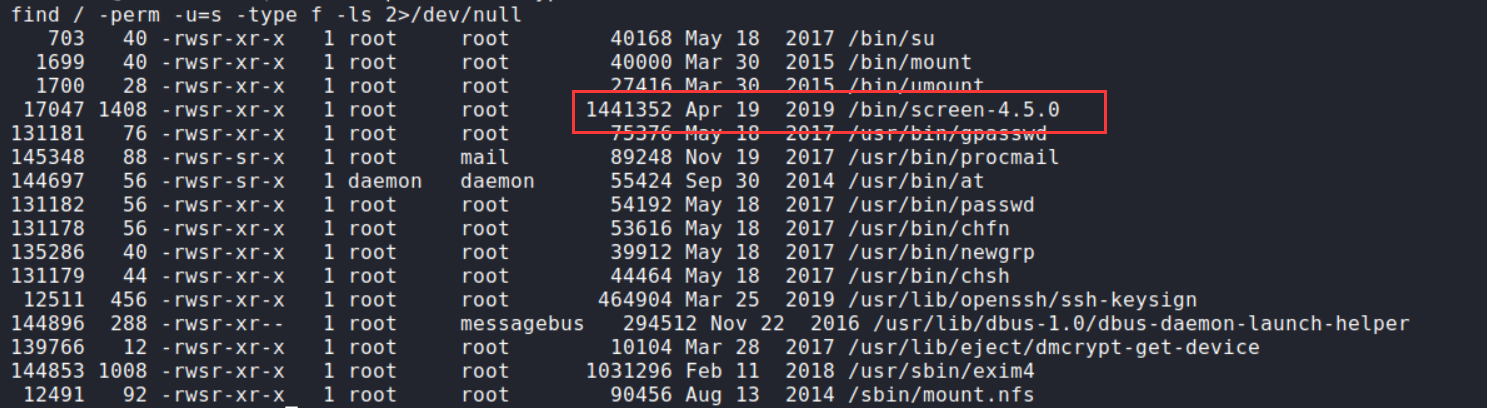 find / -perm -u=s -type f -ls 2>/dev/null
703 40 -rwsr-xr-x 1 root root 40168 May 18 2017 /bin/su
1699 40 -rwsr-xr-x 1 root root 40000 Mar 30 2015 /bin/mount
1700 28 -rwsr-xr-x 1 root root 27416 Mar 30 2015 /bin/umount
17047 1408 -rwsr-xr-x 1 root root 1441352 Apr 19 2019 /bin/screen-4.5.0
131181 76 -rwsr-xr-x 1 root root 75376 May 18 2017 /usr/bin/gpasswd
145348 88 -rwsr-sr-x 1 root mail 89248 Nov 19 2017 /usr/bin/procmail
144697 56 -rwsr-sr-x 1 daemon daemon 55424 Sep 30 2014 /usr/bin/at
131182 56 -rwsr-xr-x 1 root root 54192 May 18 2017 /usr/bin/passwd
131178 56 -rwsr-xr-x 1 root root 53616 May 18 2017 /usr/bin/chfn
135286 40 -rwsr-xr-x 1 root root 39912 May 18 2017 /usr/bin/newgrp
131179 44 -rwsr-xr-x 1 root root 44464 May 18 2017 /usr/bin/chsh
12511 456 -rwsr-xr-x 1 root root 464904 Mar 25 2019 /usr/lib/openssh/ssh-keysign
144896 288 -rwsr-xr-- 1 root messagebus 294512 Nov 22 2016 /usr/lib/dbus-1.0/dbus-daemon-launch-helper
139766 12 -rwsr-xr-x 1 root root 10104 Mar 28 2017 /usr/lib/eject/dmcrypt-get-device
144853 1008 -rwsr-xr-x 1 root root 1031296 Feb 11 2018 /usr/sbin/exim4
12491 92 -rwsr-xr-x 1 root root 90456 Aug 13 2014 /sbin/mount.nfs